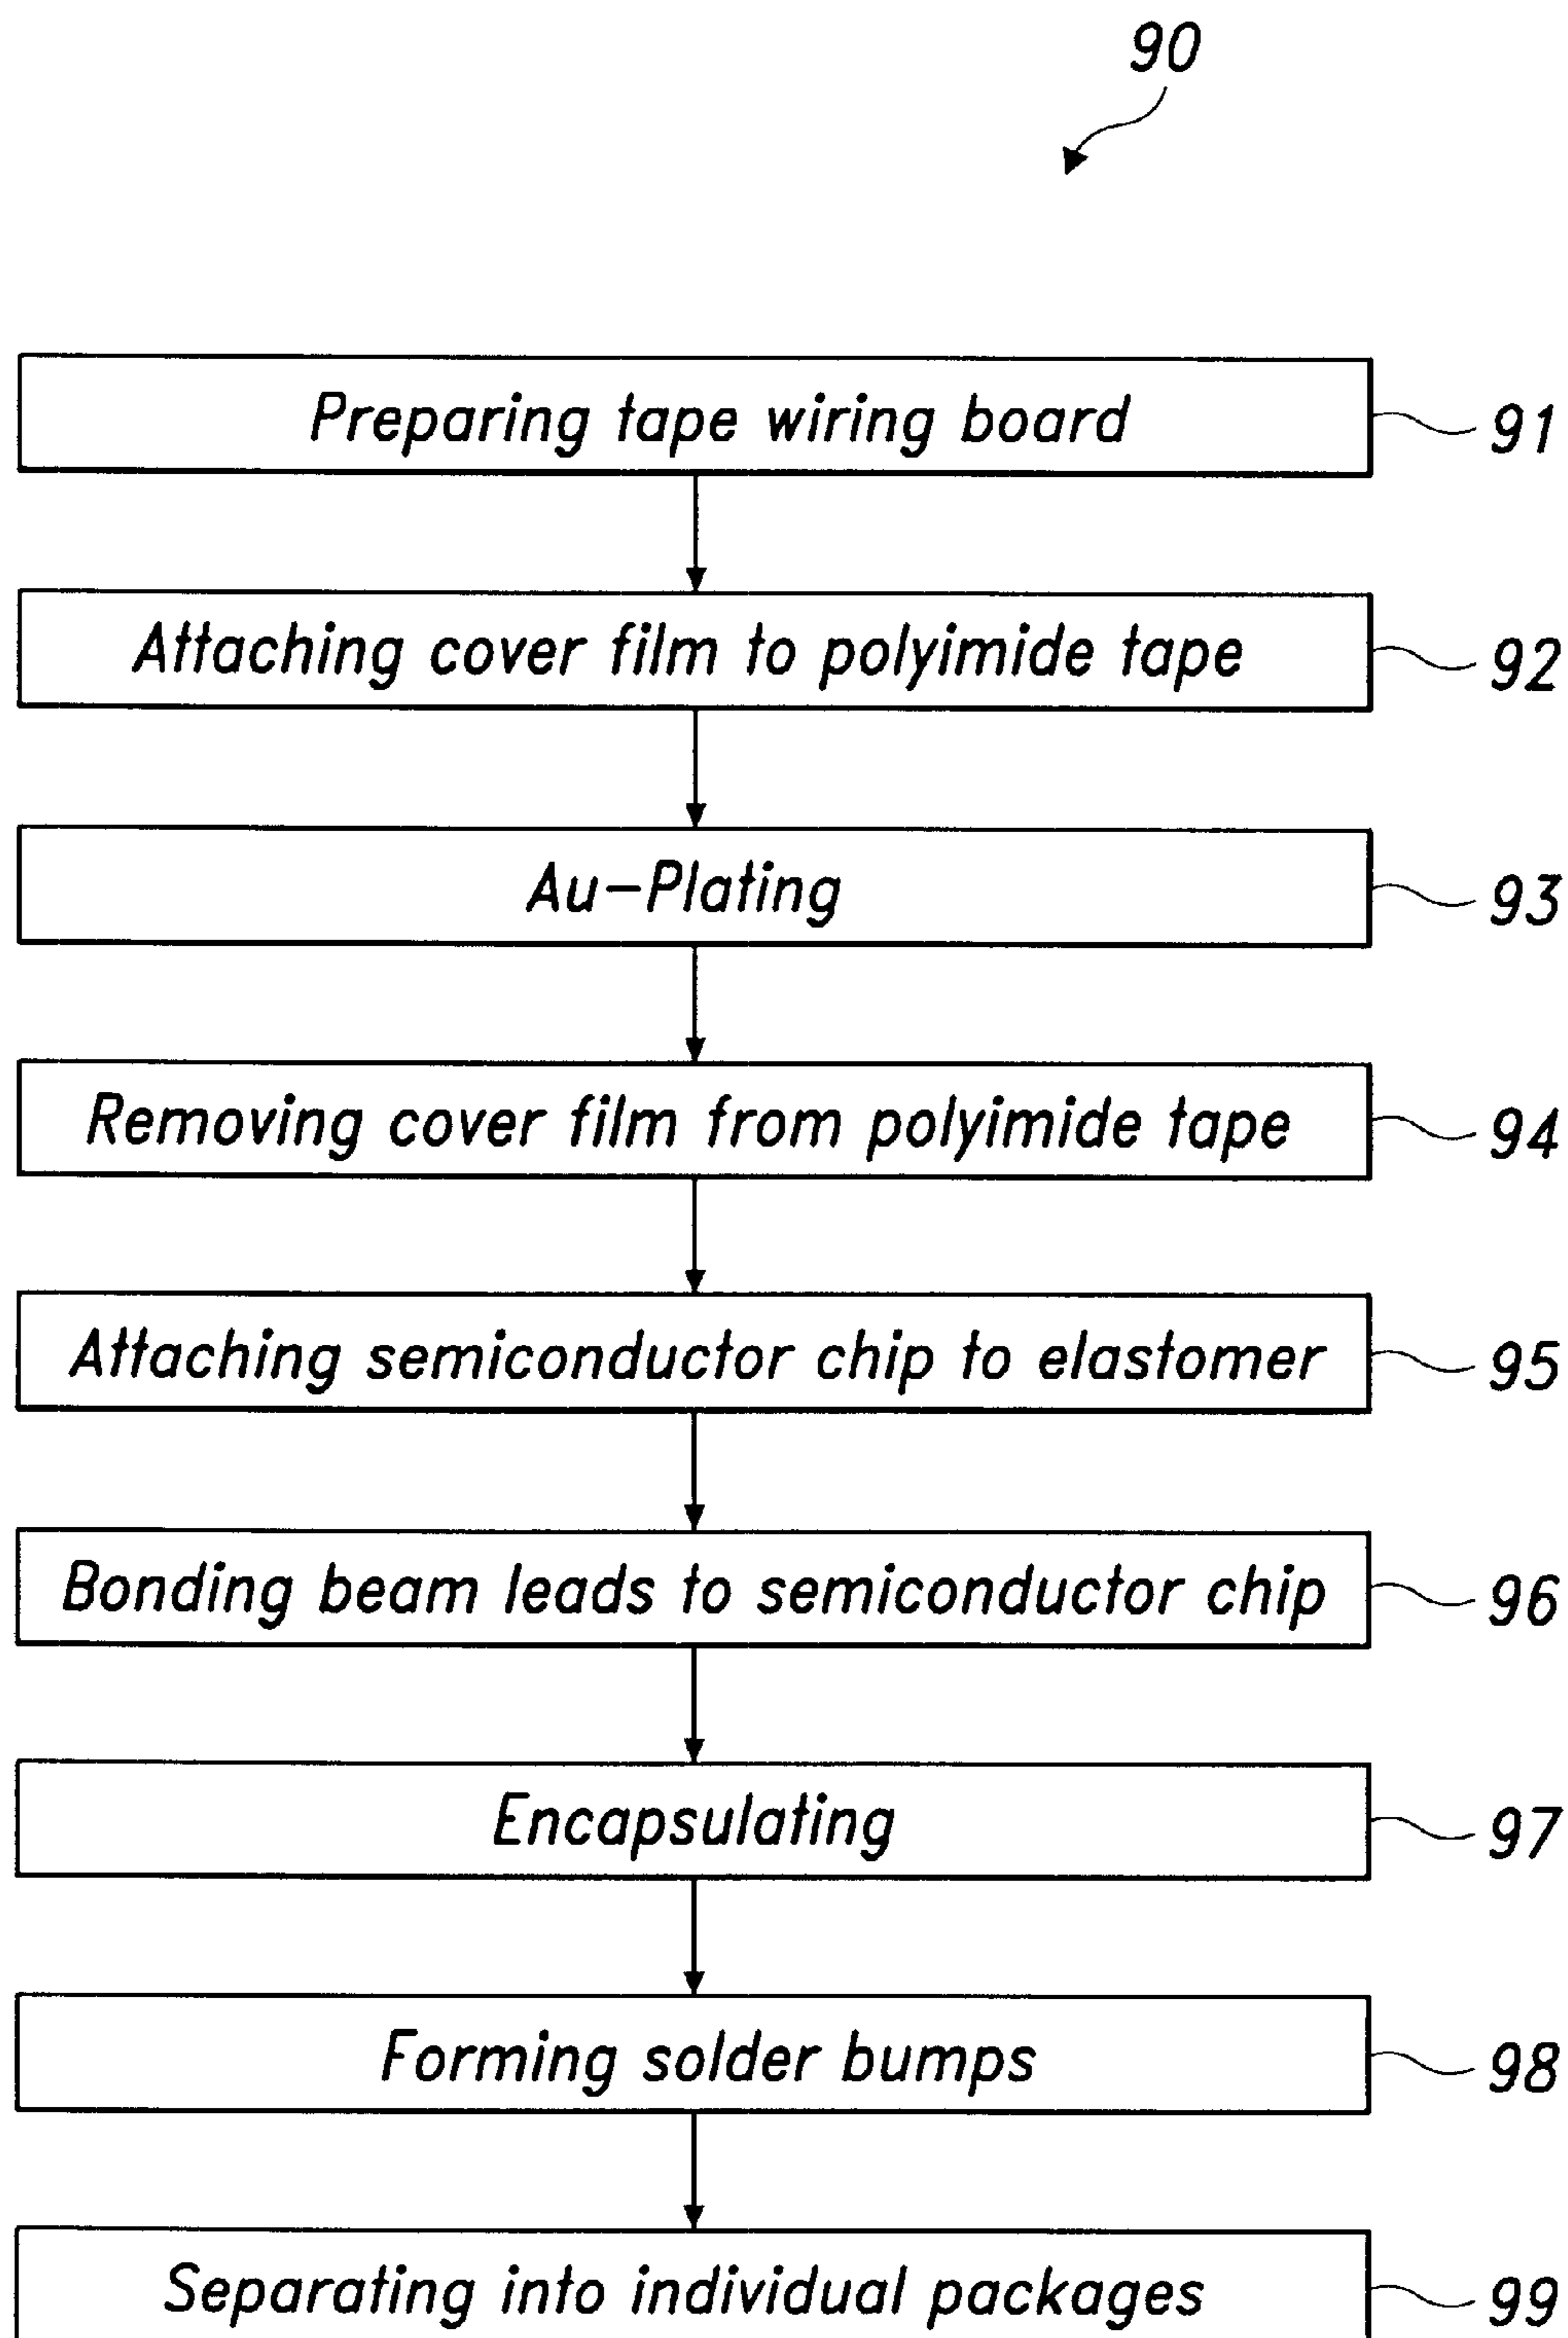 90
Preparing tape wiring board 91
Attaching cover film to polyimide tape 92
Au-Plating 93
Removing cover film from polyimide tape 94
Attaching semiconductor chip to elastomer 95
Bonding beam leads to semiconductor chip 96
Encapsulating 97
Forming solder bumps 98
Separating into individual packages 99